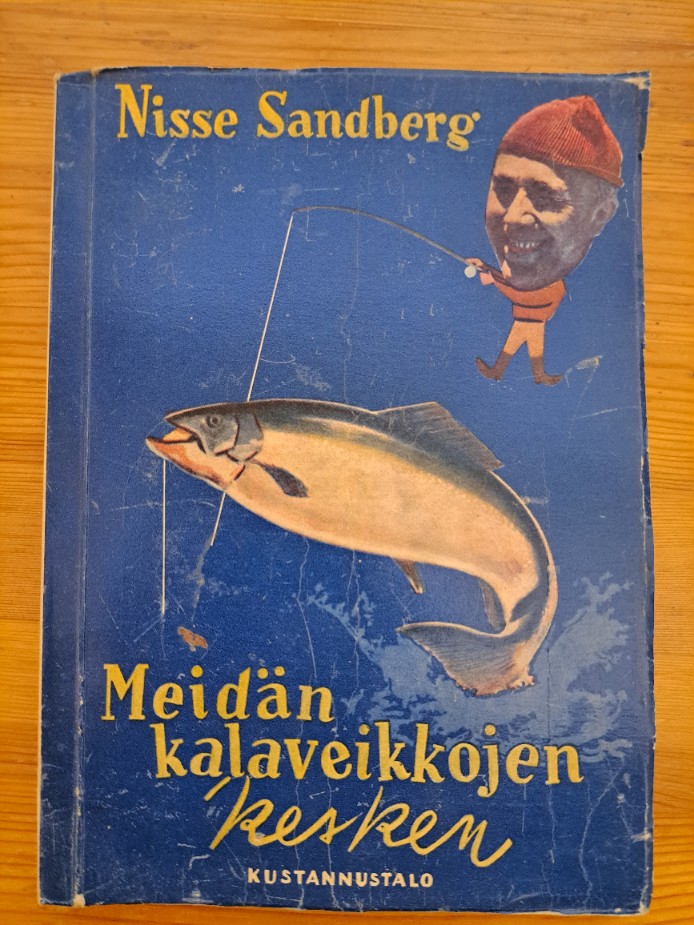 Nisse Sandberg
Meidän
kalaveikkojen
kesken
KUSTANNUSTALO